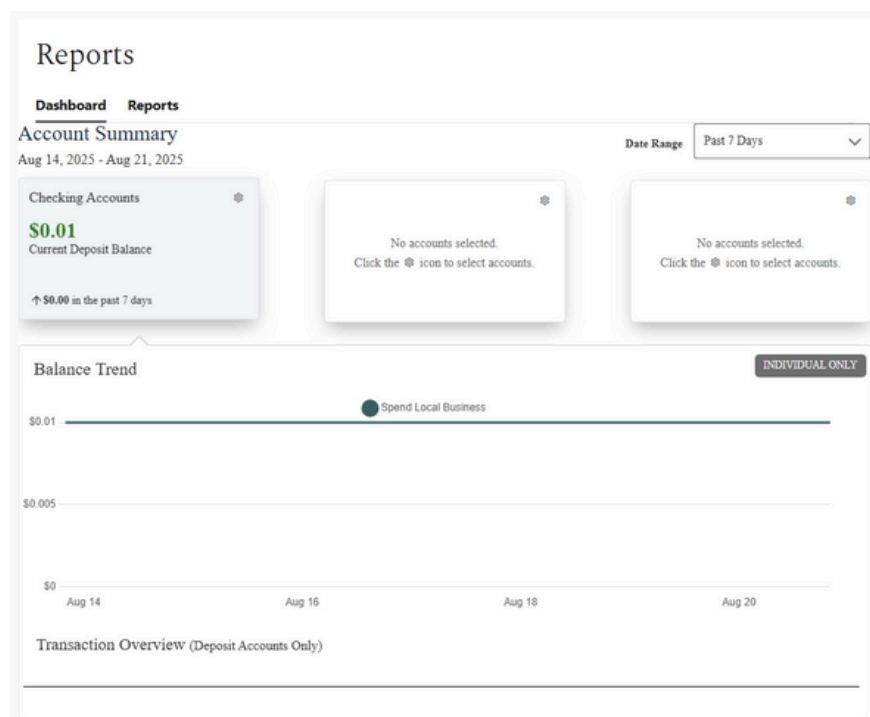 Reports
Dashboard Reports
Account Summary
Aug 14, 2025 - Aug 21, 2025
Date Range Past 7 Days
Checking Accounts
$0.01
Current Deposit Balance
↑ $0.00 in the past 7 days
No accounts selected.
Click the ⚙ icon to select accounts.
No accounts selected.
Click the ⚙ icon to select accounts.
Balance Trend
INDIVIDUAL ONLY
Spend Local Business
$0.01
$0.005
$0
Aug 14 Aug 16 Aug 18 Aug 20
Transaction Overview (Deposit Accounts Only)